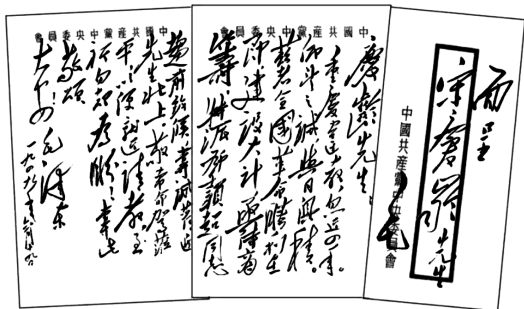 面呈
宋慶齡先生
中國共產黨中央委員會
中國共產黨中央委員會
慶齡先生：
重慶違教，忽近四年。
仰望之誠，與日俱積。
茲者全國革命勝利在
即，建設大計，亟待商
籌，特派鄧穎超同志
中國共產黨中央委員會
趨前致候，專誠歡迎
先生北上。敬希命駕蒞
平，以便就近請教，至
祈勿却為盼！專此。
敬頌
大安！毛澤東
一九四九年六月十九日